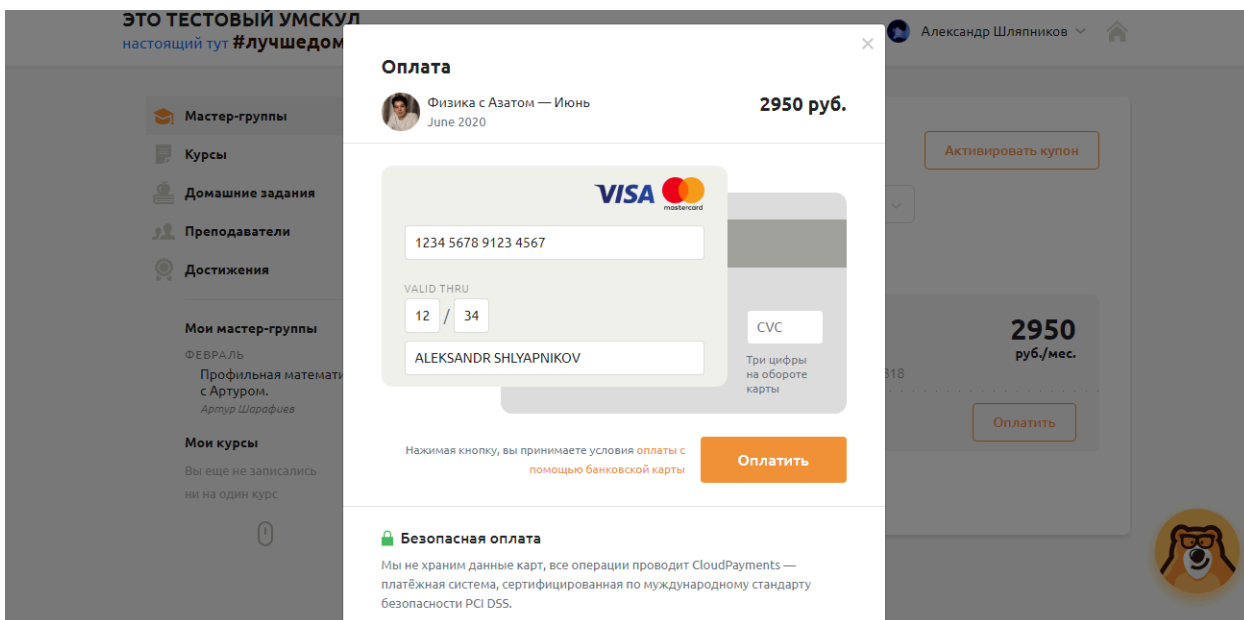 ЭТО ТЕСТОВЫЙ УМСКУЛ
настоящий тут #лучшедом
Александр Шляпников
Мастер-группы
Курсы
Домашние задания
Преподаватели
Достижения
Мои мастер-группы
ФЕВРАЛЬ
Профильная математи
с Артуром.
Артур Шарафиев
Мои курсы
Вы еще не записались
ни на один курс
Оплата
Физика с Азатом — Июнь
June 2020
2950 руб.
VISA
mastercard
1234 5678 9123 4567
VALID THRU
12 / 34
ALEKSANDR SHLYAPNIKOV
CVC
Три цифры
на обороте
карты
Нажимая кнопку, вы принимаете условия оплаты с
помощью банковской карты
Оплатить
Безопасная оплата
Мы не храним данные карт, все операции проводит CloudPayments —
платёжная система, сертифицированная по международному стандарту
безопасности PCI DSS.
Активировать купон
2950
руб./мес.
318
Оплатить